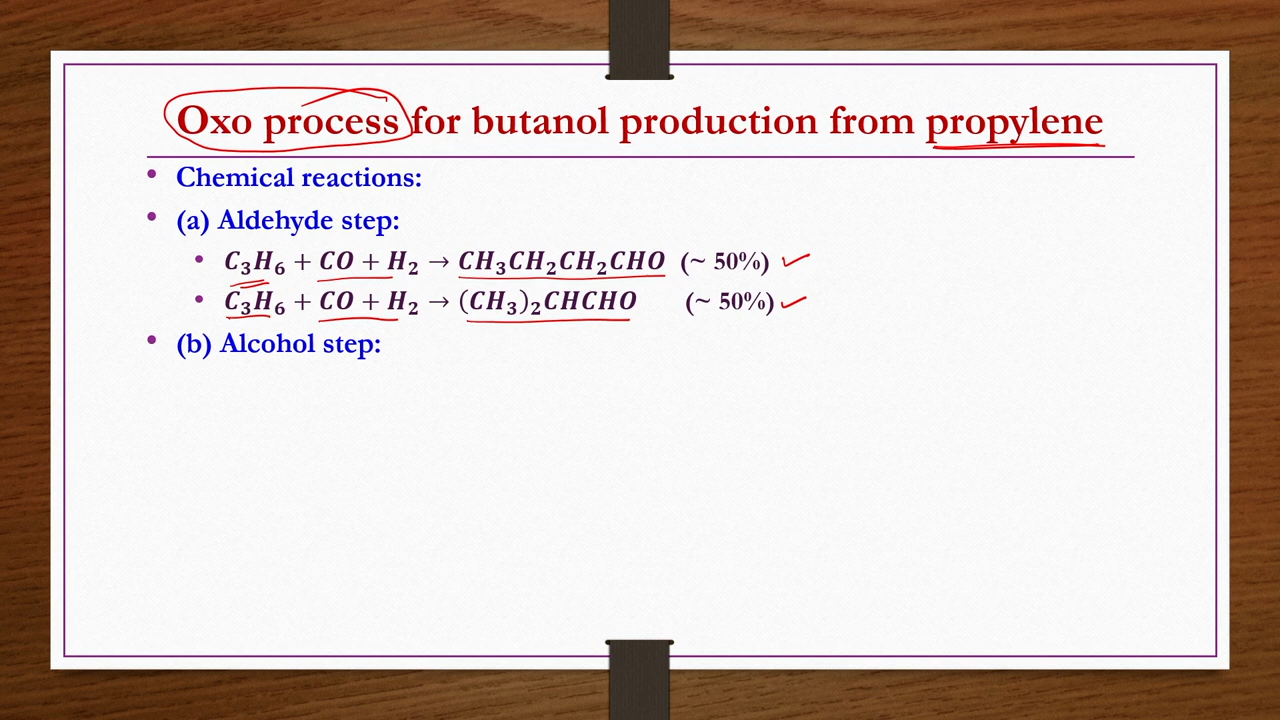 Oxo process for butanol production from propylene
• Chemical reactions:
• (a) Aldehyde step:
• C₃H₆ + CO + H₂ → CH₃CH₂CH₂CHO (~ 50%)
• C₃H₆ + CO + H₂ → (CH₃)₂CHCHO (~ 50%)
• (b) Alcohol step: